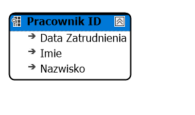 Pracownik ID
Data Zatrudnienia
Imie
Nazwisko